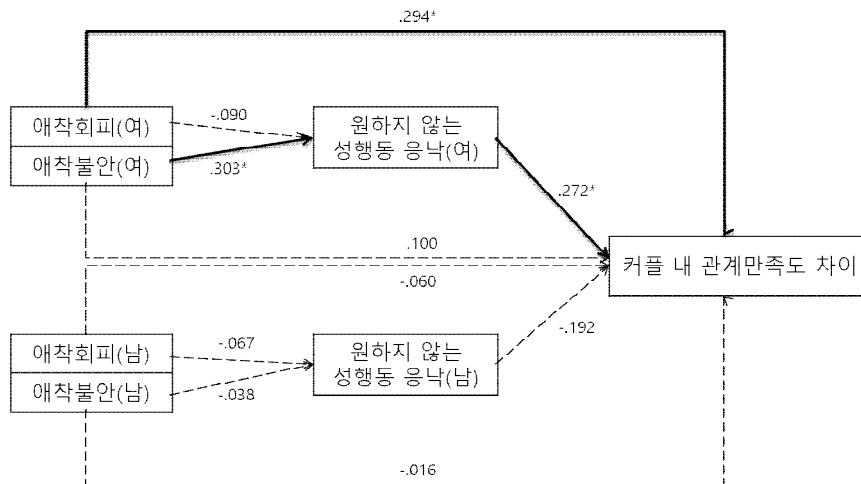 .294*
애착회피(여)
애착불안(여)
-.090
.303*
원하지 않는
성행동 응낙(여)
.272*
.100
-.060
커플 내 관계만족도 차이
애착회피(남)
애착불안(남)
-.067
-.038
원하지 않는
성행동 응낙(남)
-.192
-.016